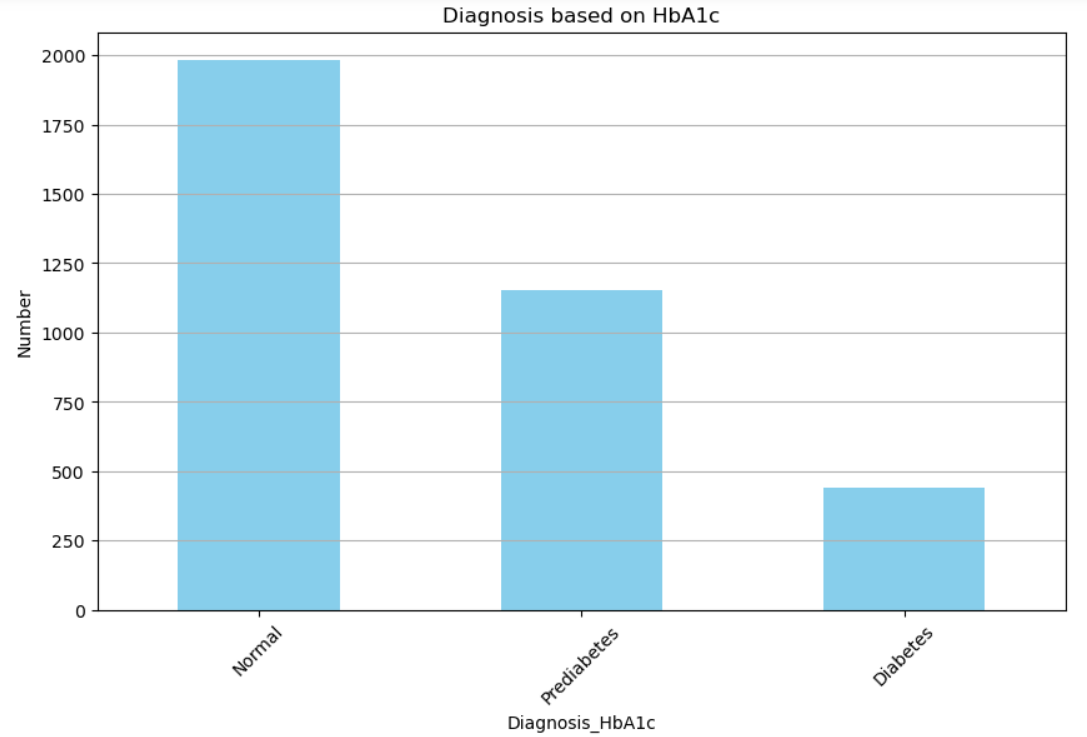 Diagnosis based on HbA1c
2000
1750
1500
1250
1000
750
500
250
0
Number
Normal
Prediabetes
Diabetes
Diagnosis_HbA1c